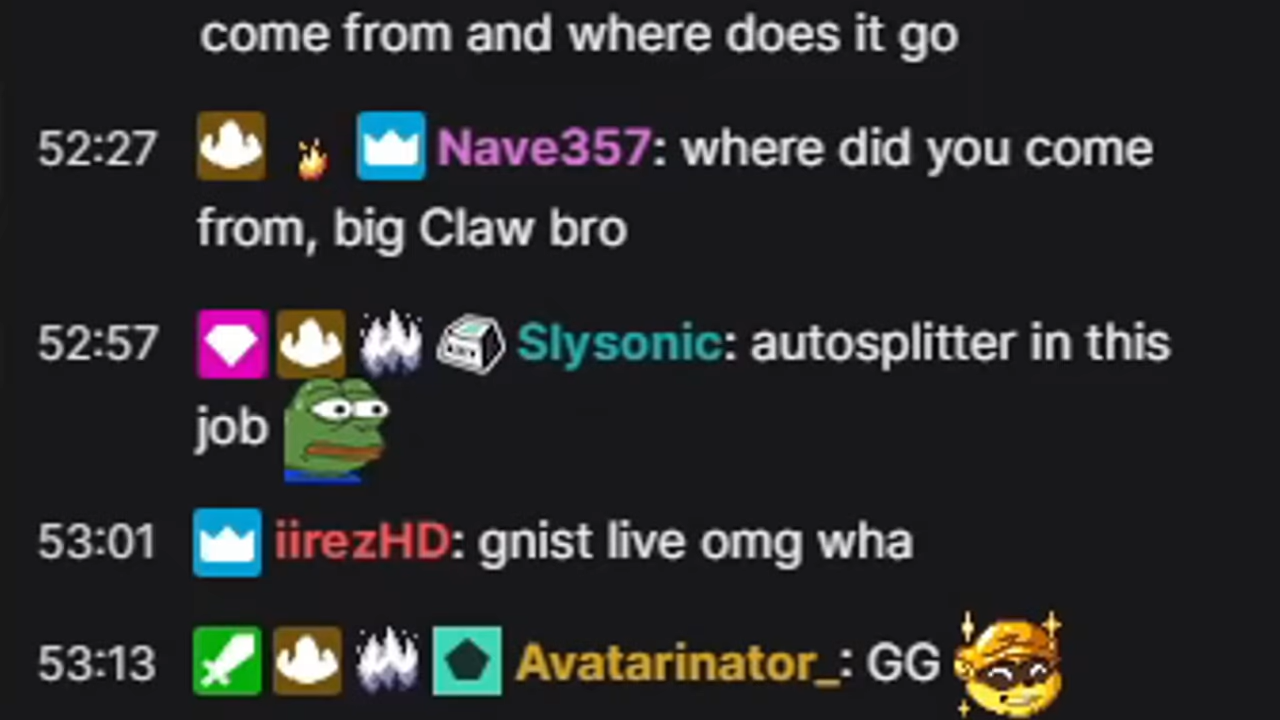 come from and where does it go
52:27 Nave357: where did you come
from, big Claw bro
52:57 Slysonic: autosplitter in this
job
53:01 iirezHD: gnist live omg wha
53:13 Avatarinator_: GG